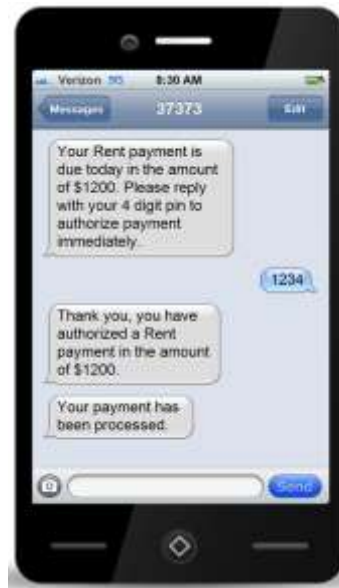 Verizon 8:30 AM
Messages 37373 Edit
Your Rent payment is
due today in the amount
of $1200. Please reply
with your 4 digit pin to
authorize payment
immediately.
1234
Thank you, you have
authorized a Rent
payment in the amount
of $1200.
Your payment has
been processed.
Send